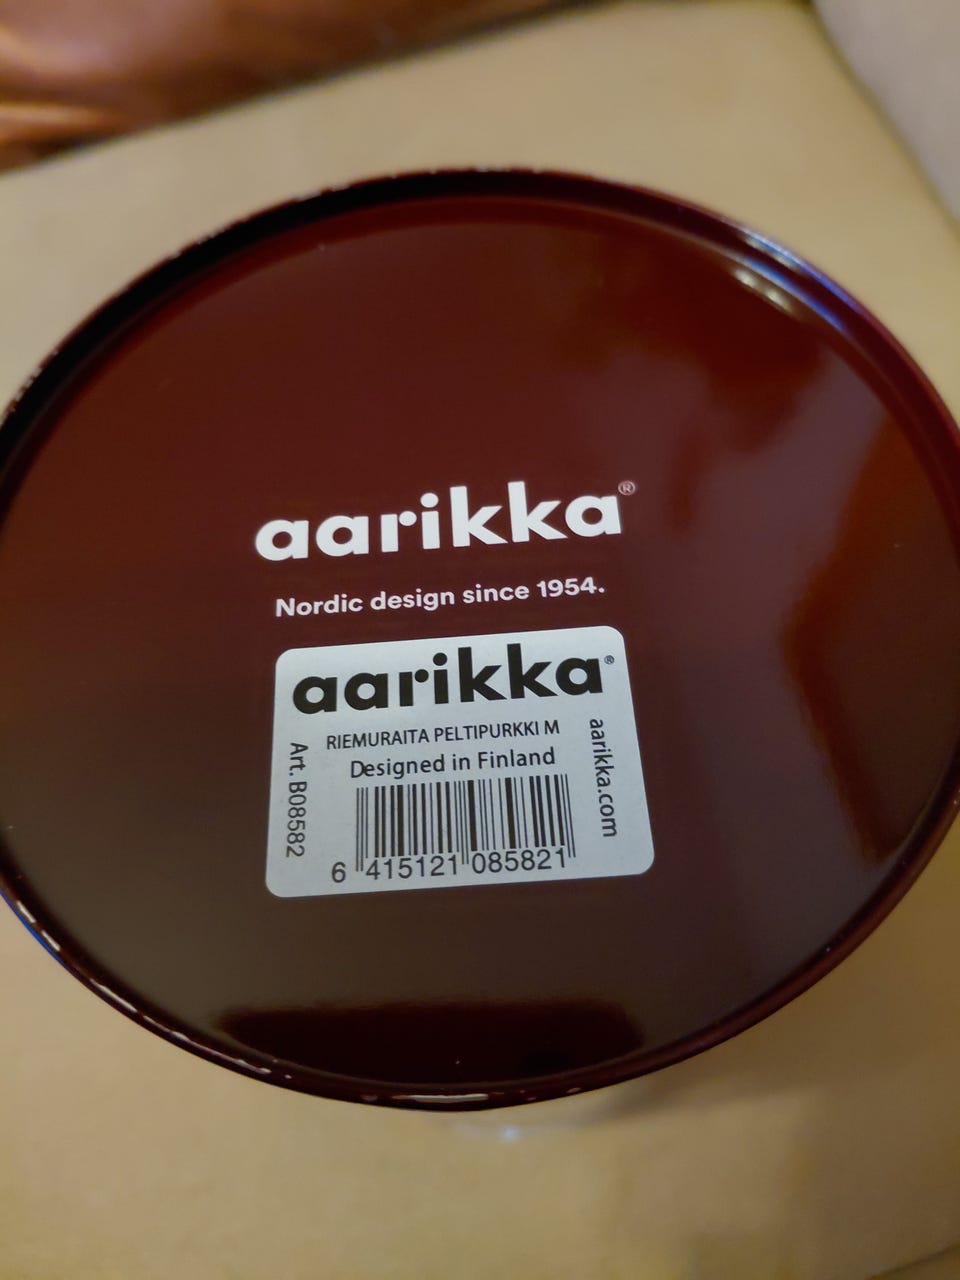 aarikka®
Nordic design since 1954.
aarikka®
RIEMURAITA PELTIPURKKI M
Designed in Finland
Art. B08582
aarikka.com
6 415121 085821